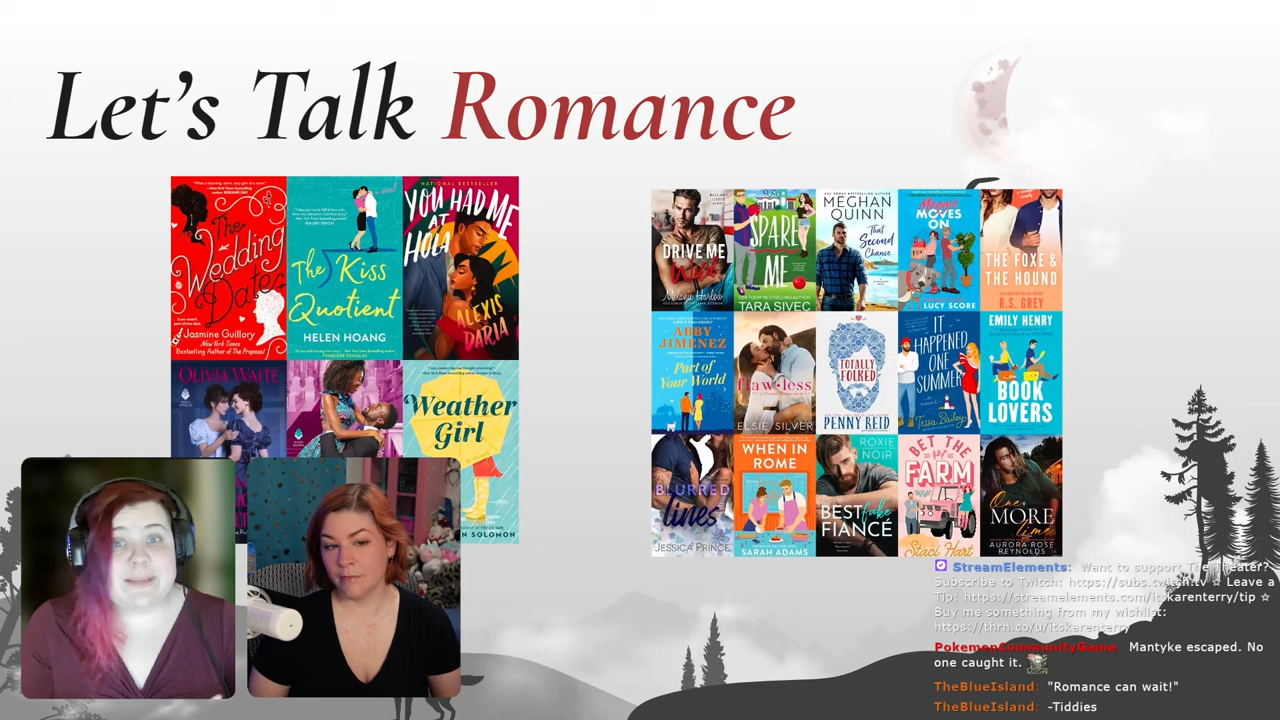 Let's Talk Romance
The
Wedding
Date
Jasmine Guillory
New York Times
Bestselling Author of The Proposal
The Kiss
Quotient
HELEN HOANG
NATIONAL BESTSELLER
YOU HAD ME
AT
HOLA
ALEXIS
DARIA
OLIVIA WAITE
Weather
Girl
N SOLOMON
DRIVE ME
Wild
Melanie Harlow
SPARE
ME
TARA SIVEC
MEGHAN
QUINN
That
Second
Chance
Maggie
MOVES
ON
LUCY SCORE
THE FOXE &
THE HOUND
R.S. GREY
ABBY
JIMENEZ
Part of
Your World
flawless
ELSIE SILVER
TOTALLY
FOLKED
PENNY REID
IT
HAPPENED
ONE
SUMMER
Tessa Bailey
EMILY HENRY
BOOK
LOVERS
BLURRED
lines
JESSICA PRINCE
WHEN IN
ROME
SARAH ADAMS
ROXIE
NOIR
BEST fake
FIANCÉ
BET THE
FARM
Staci Hart
One
MORE
Time
AURORA ROSE
REYNOLDS
StreamElements: Want to support The Theater?
Subscribe to Twitch: https://subs.twitch.tv ☆ Leave a
Tip: https://streamelements.com/itskarenterry/tip ☆
Buy me something from my wishlist:
https://thrn.co/u/itskarenterry
PokemonCommunityGame: Mantyke escaped. No
one caught it.
TheBlueIsland: "Romance can wait!"
TheBlueIsland: -Tiddies